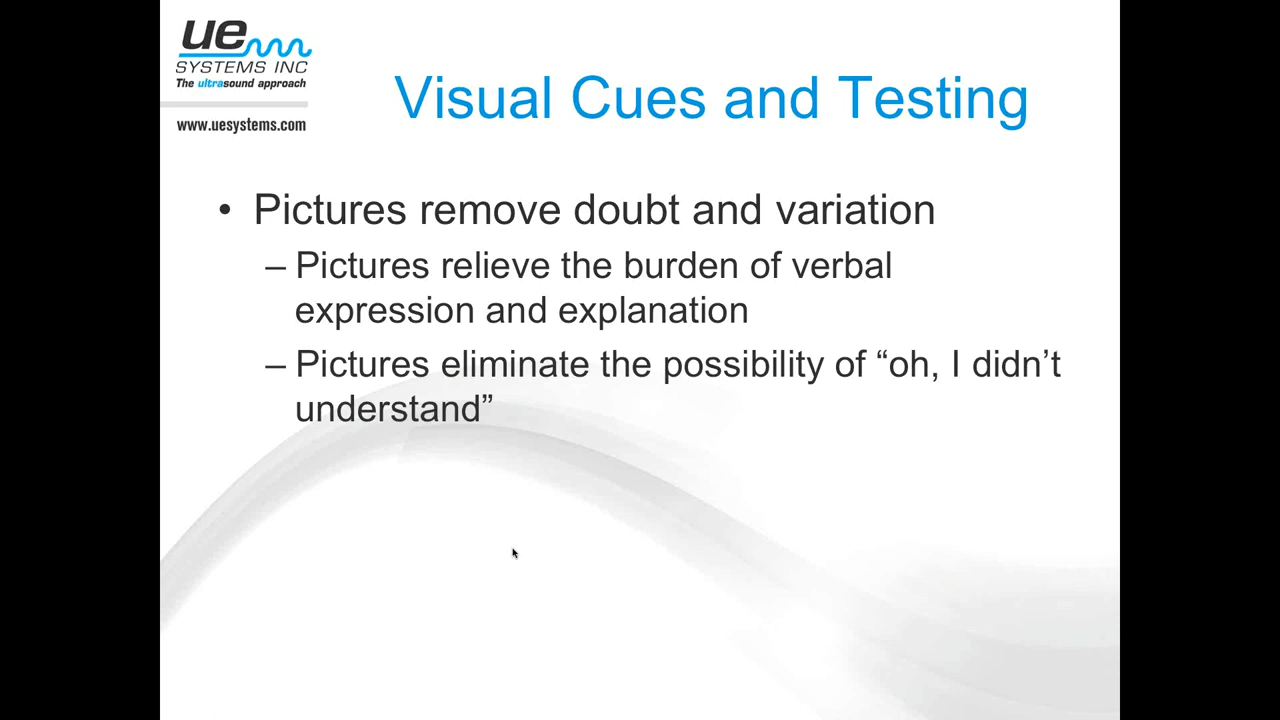 ue
SYSTEMS INC
The ultrasound approach
www.uesystems.com
Visual Cues and Testing
• Pictures remove doubt and variation
– Pictures relieve the burden of verbal
expression and explanation
– Pictures eliminate the possibility of “oh, I didn’t
understand”